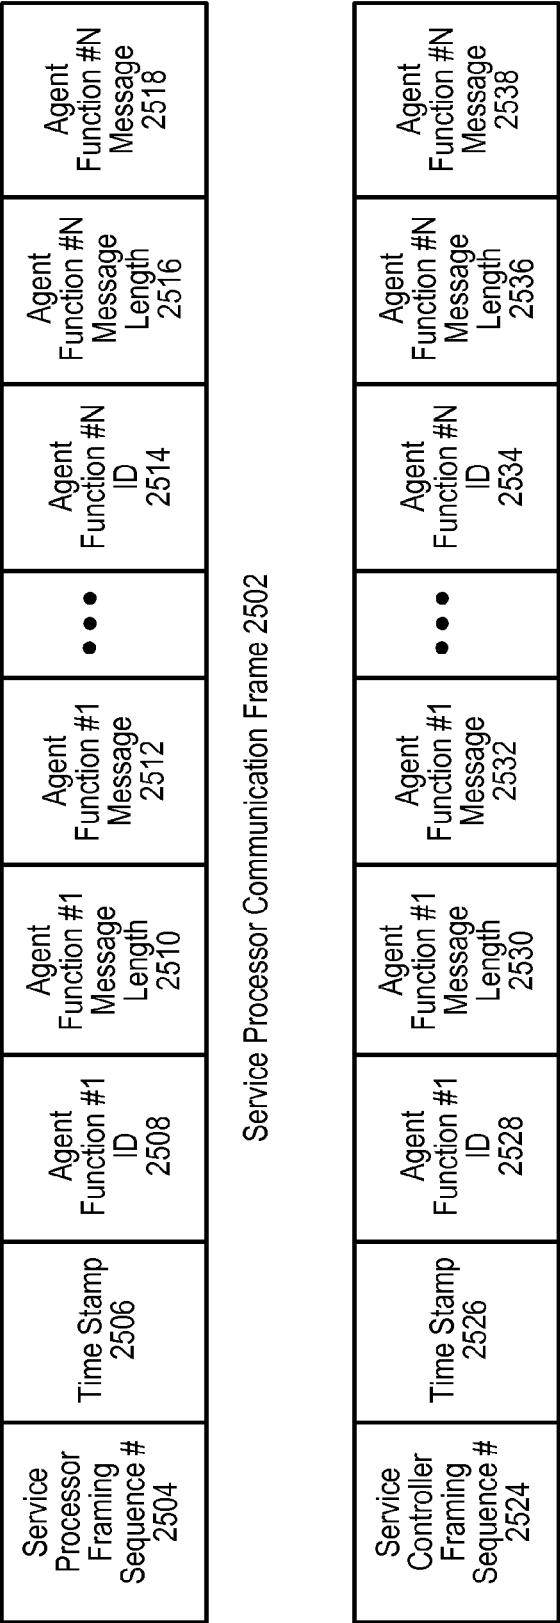 Service
Processor
Framing
Sequence #
2504
Time Stamp
2506
Agent
Function #1
ID
2508
Agent
Function #1
Message
Length
2510
Agent
Function #1
Message
2512
•••
Agent
Function #N
ID
2514
Agent
Function #N
Message
Length
2516
Agent
Function #N
Message
2518
Service Processor Communication Frame 2502
Service
Controller
Framing
Sequence #
2524
Time Stamp
2526
Agent
Function #1
ID
2528
Agent
Function #1
Message
Length
2530
Agent
Function #1
Message
2532
•••
Agent
Function #N
ID
2534
Agent
Function #N
Message
Length
2536
Agent
Function #N
Message
2538